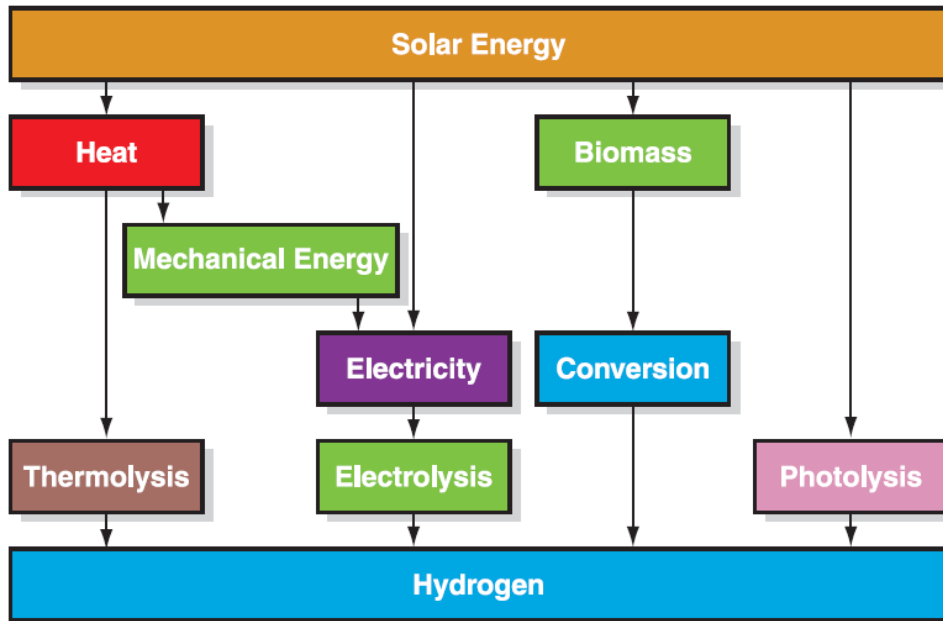 Solar Energy
Heat
Biomass
Mechanical Energy
Electricity
Conversion
Thermolysis
Electrolysis
Photolysis
Hydrogen